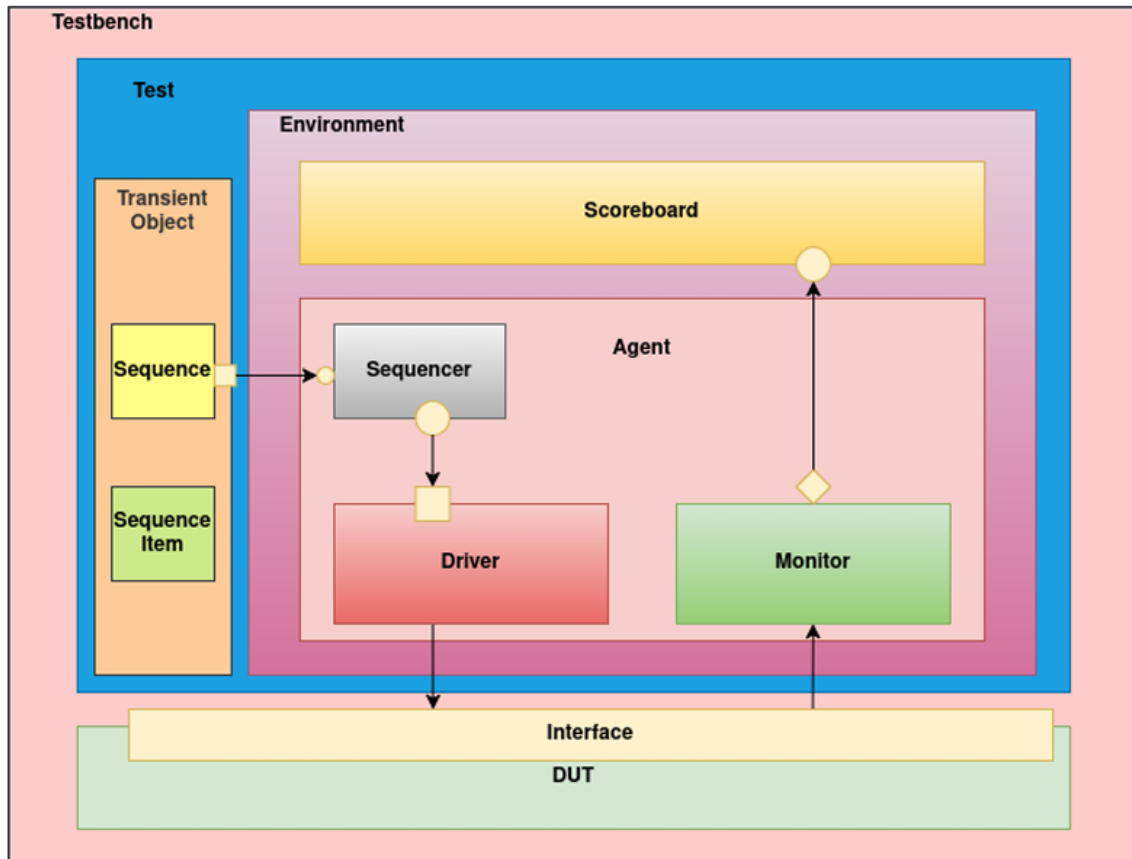 Testbench
Test
Environment
Transient
Object
Scoreboard
Agent
Sequence
Sequencer
Sequence
Item
Driver
Monitor
Interface
DUT